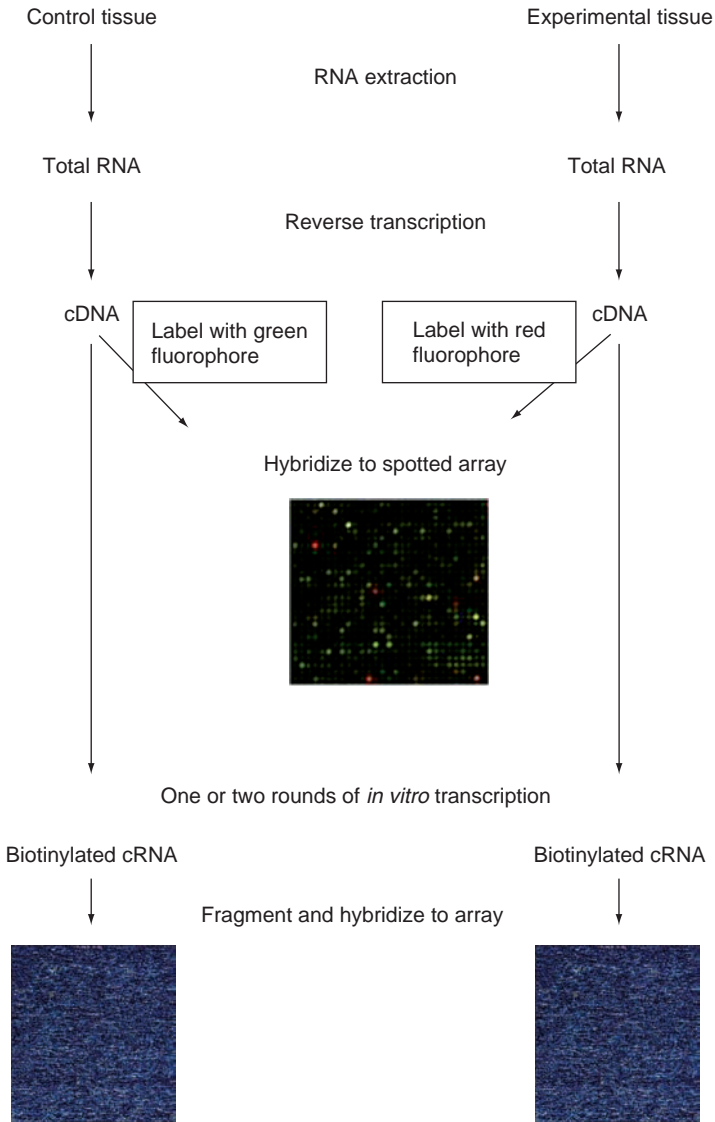 Control tissue
Experimental tissue
RNA extraction
Total RNA
Total RNA
Reverse transcription
cDNA
Label with green
fluorophore
Label with red
fluorophore
cDNA
Hybridize to spotted array
One or two rounds of in vitro transcription
Biotinylated cRNA
Biotinylated cRNA
Fragment and hybridize to array